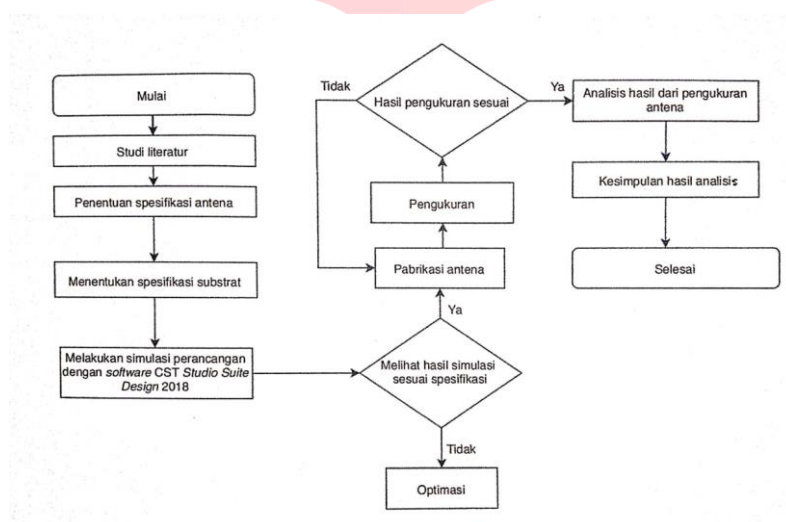 Mulai
Studi literatur
Penentuan spesifikasi antena
Menentukan spesifikasi substrat
Melakukan simulasi perancangan
dengan software CST Studio Suite
Design 2018
Melihat hasil simulasi
sesuai spesifikasi
Tidak
Optimasi
Ya
Pabrikasi antena
Pengukuran
Hasil pengukuran sesuai
Tidak
Ya
Analisis hasil dari pengukuran
antena
Kesimpulan hasil analisis
Selesai